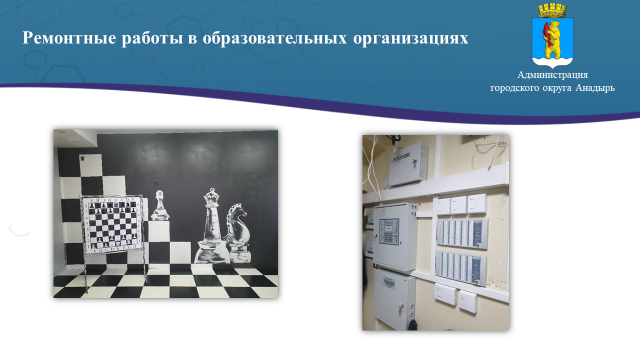 Ремонтные работы в образовательных организациях
Администрация
городского округа Анадырь